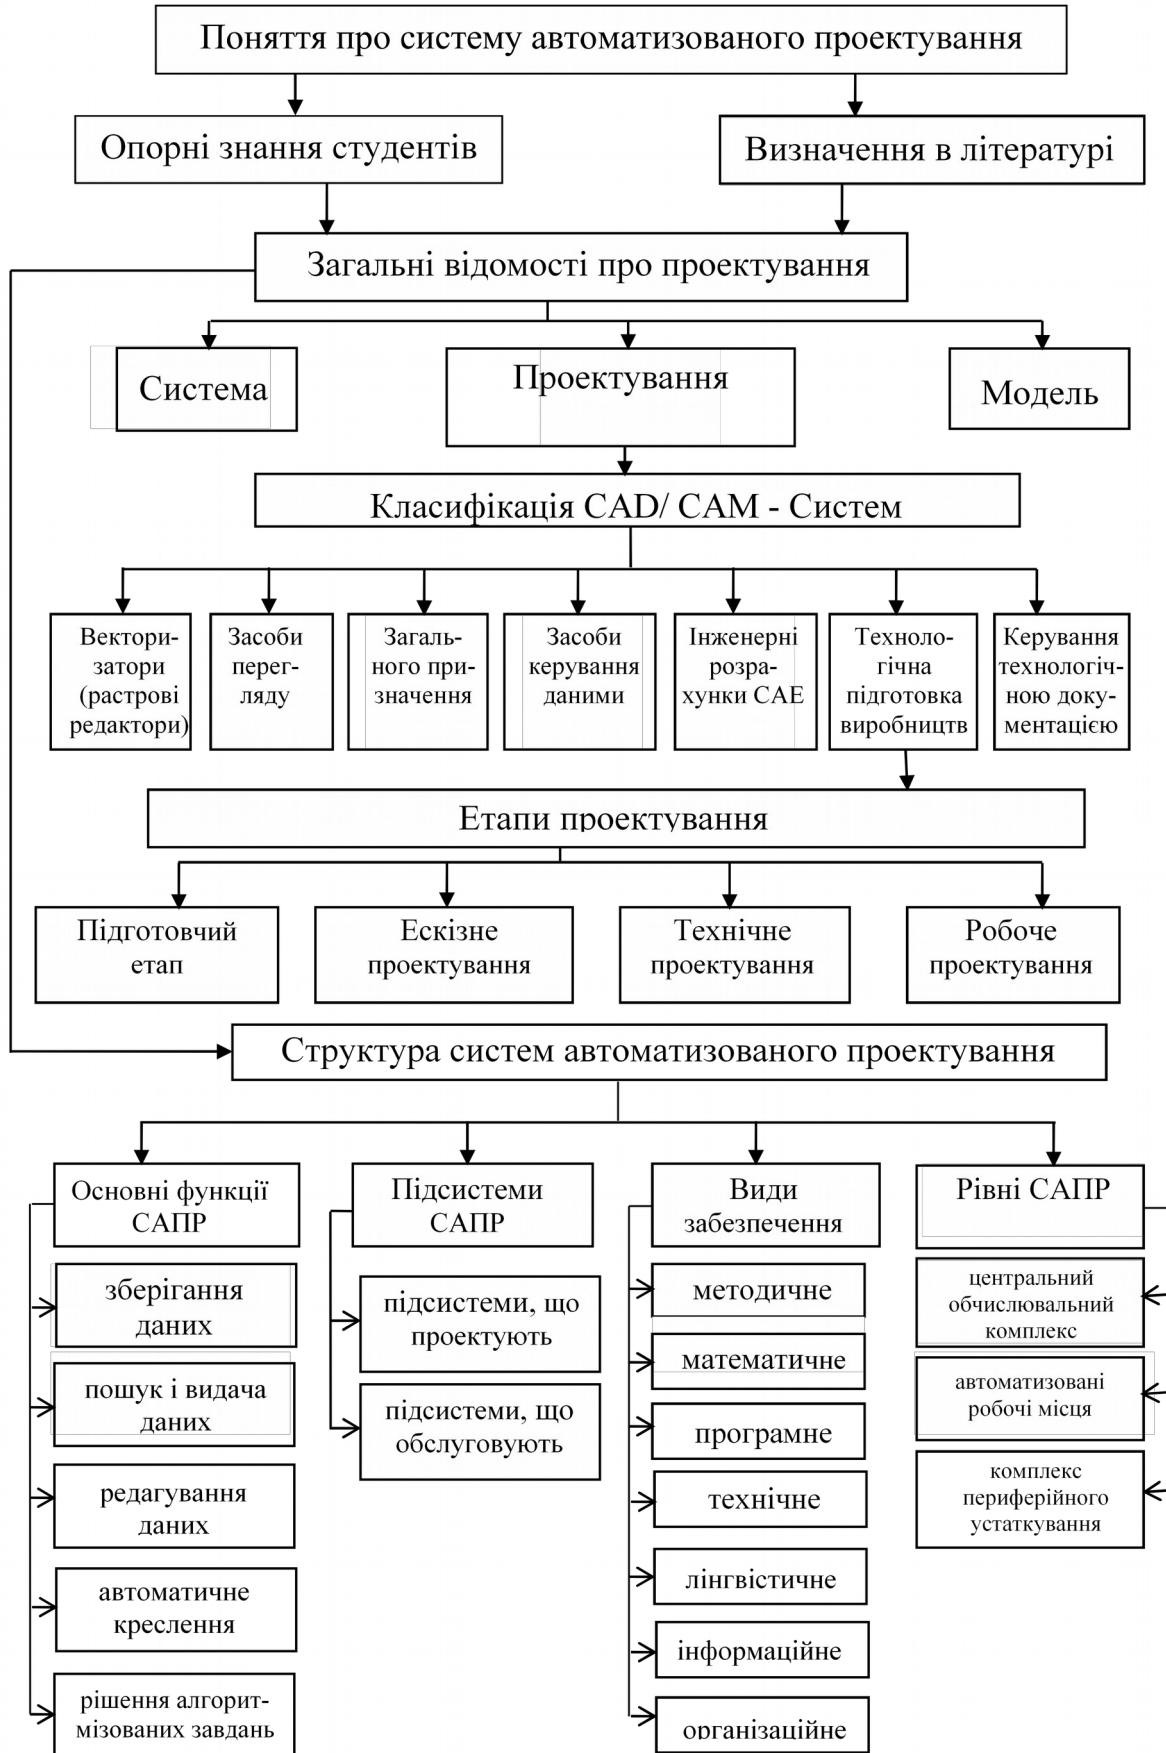 Поняття про систему автоматизованого проектування
Опорні знання студентів
Визначення в літературі
Загальні відомості про проектування
Система
Проектування
Модель
Класифікація CAD/ CAM - Систем
Вектори-
затори
(растрові
редактори)
Засоби
перег-
ляду
Загаль-
ного при-
значення
Засоби
керування
даними
Інженерні
розра-
хунки САЕ
Техноло-
гічна
підготовка
виробництв
Керування
технологіч-
ною доку-
ментацією
Етапи проектування
Підготовчий
етап
Ескізне
проектування
Технічне
проектування
Робоче
проектування
Структура систем автоматизованого проектування
Основні функції
САПР
зберігання
даних
пошук і видача
даних
редагування
даних
автоматичне
креслення
рішення алгорит-
мізованих завдань
Підсистеми
САПР
підсистеми, що
проектують
підсистеми, що
обслуговують
Види
забезпечення
методичне
математичне
програмне
технічне
лінгвістичне
інформаційне
організаційне
Рівні САПР
центральний
обчислювальний
комплекс
автоматизовані
робочі місця
комплекс
периферійного
устаткування